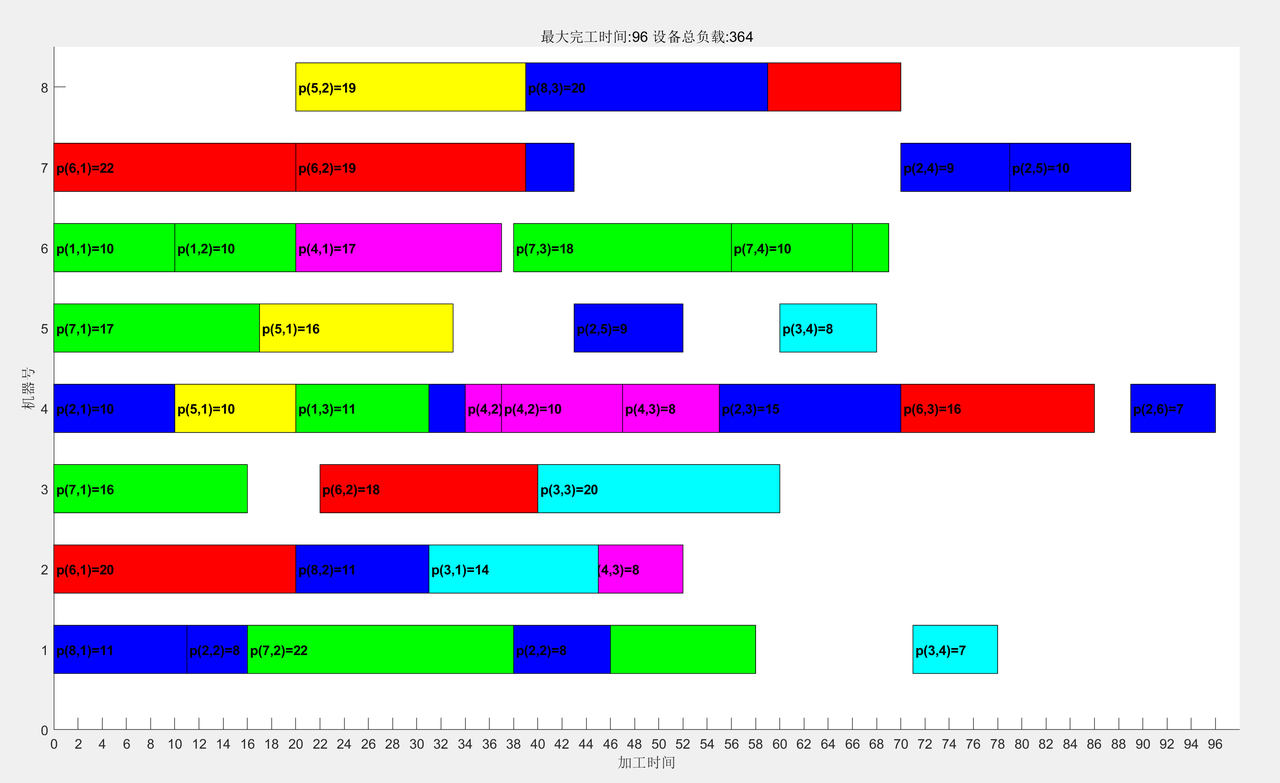 最大完工时间:96 设备总负载:364
8
p(5,2)=19
p(8,3)=20
7
p(6,1)=22
p(6,2)=19
p(2,4)=9
p(2,5)=10
6
p(1,1)=10
p(1,2)=10
p(4,1)=17
p(7,3)=18
p(7,4)=10
5
p(7,1)=17
p(5,1)=16
p(2,5)=9
p(3,4)=8
4
p(2,1)=10
p(5,1)=10
p(1,3)=11
p(4,2)
p(4,2)=10
p(4,3)=8
p(2,3)=15
p(6,3)=16
p(2,6)=7
3
p(7,1)=16
p(6,2)=18
p(3,3)=20
2
p(6,1)=20
p(8,2)=11
p(3,1)=14
(4,3)=8
1
p(8,1)=11
p(2,2)=8
p(7,2)=22
p(2,2)=8
p(3,4)=7
0
机器号
0 2 4 6 8 10 12 14 16 18 20 22 24 26 28 30 32 34 36 38 40 42 44 46 48 50 52 54 56 58 60 62 64 66 68 70 72 74 76 78 80 82 84 86 88 90 92 94 96
加工时间